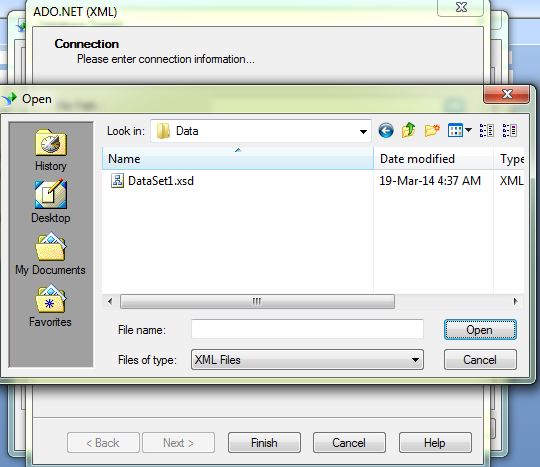 ADO.NET (XML)
Connection
Please enter connection information...
Open
Look in: Data
Name Date modified Type
DataSet1.xsd 19-Mar-14 4:37 AM XML
History
Desktop
My Documents
Favorites
File name: Open
Files of type: XML Files Cancel
< Back Next > Finish Cancel Help